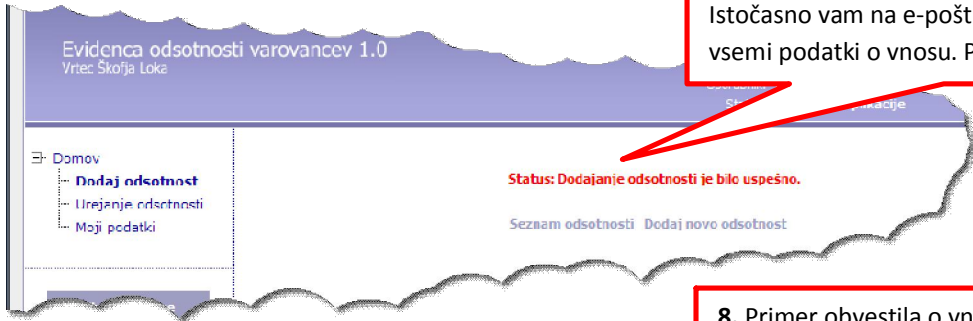 Istočasno vam na e-pošt
vsemi podatki o vnosu. P
Evidenca odsotnosti varovancev 1.0
Vrtec Škofja Loka
Domov
Dodaj odsotnost
Urejanje odsotnosti
Moji podatki
Status: Dodajanje odsotnosti je bilo uspešno.
Seznam odsotnosti Dodaj novo odsotnost
8. Primer obvestila o vn